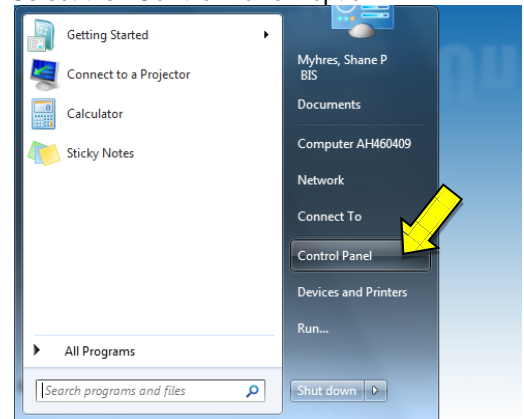 Getting Started
Connect to a Projector
Calculator
Sticky Notes
All Programs
Search programs and files
Myhres, Shane P
BIS
Documents
Computer AH460409
Network
Connect To
Control Panel
Devices and Printers
Run...
Shut down